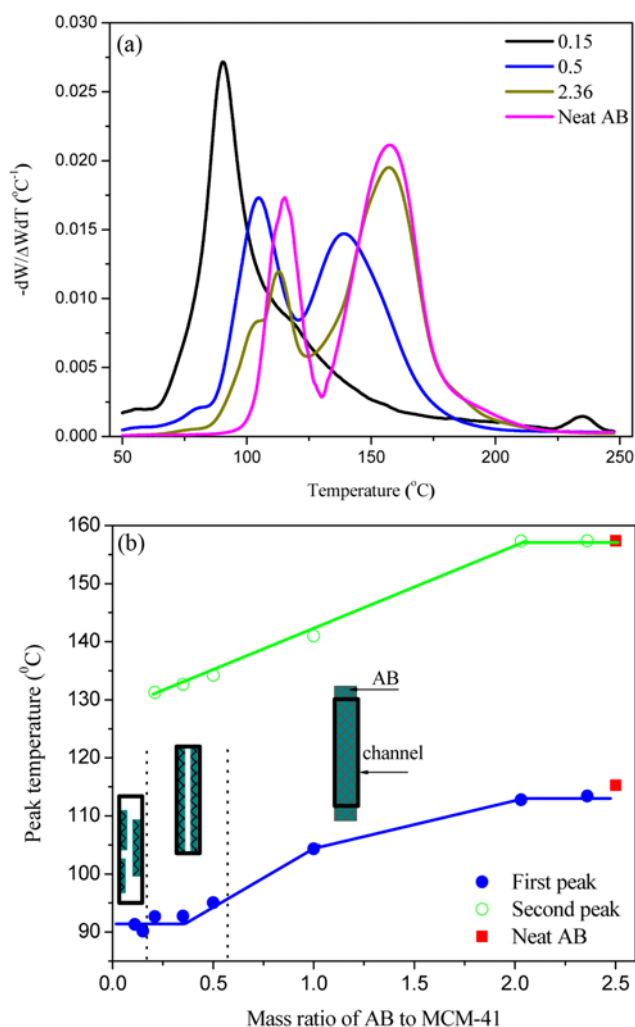 (a)
0.15
0.5
2.36
Neat AB
0.030
0.025
0.020
0.015
0.010
0.005
0.000
-dW/ΔWdT (°C⁻¹)
50 100 150 200 250
Temperature (°C)
(b)
160
150
140
130
120
110
100
90
Peak temperature (⁰C)
AB
channel
First peak
Second peak
Neat AB
0.0 0.5 1.0 1.5 2.0 2.5
Mass ratio of AB to MCM-41